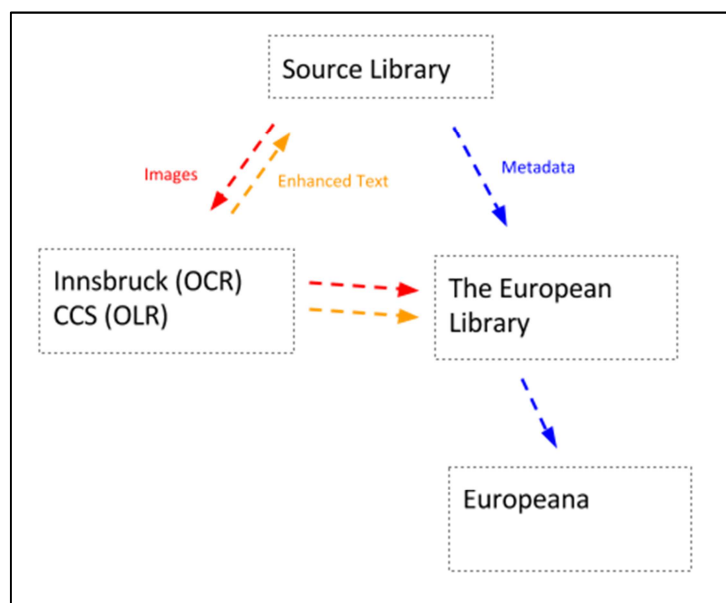 Source Library
Images
Enhanced Text
Metadata
Innsbruck (OCR)
CCS (OLR)
The European
Library
Europeana